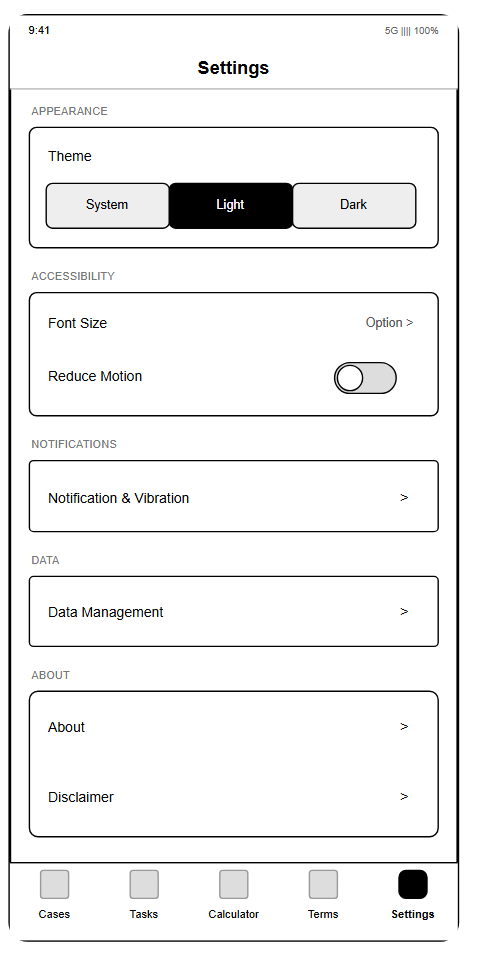 9:41 5G |||| 100%
Settings
APPEARANCE
Theme
System Light Dark
ACCESSIBILITY
Font Size Option >
Reduce Motion
NOTIFICATIONS
Notification & Vibration >
DATA
Data Management >
ABOUT
About >
Disclaimer >
Cases Tasks Calculator Terms Settings